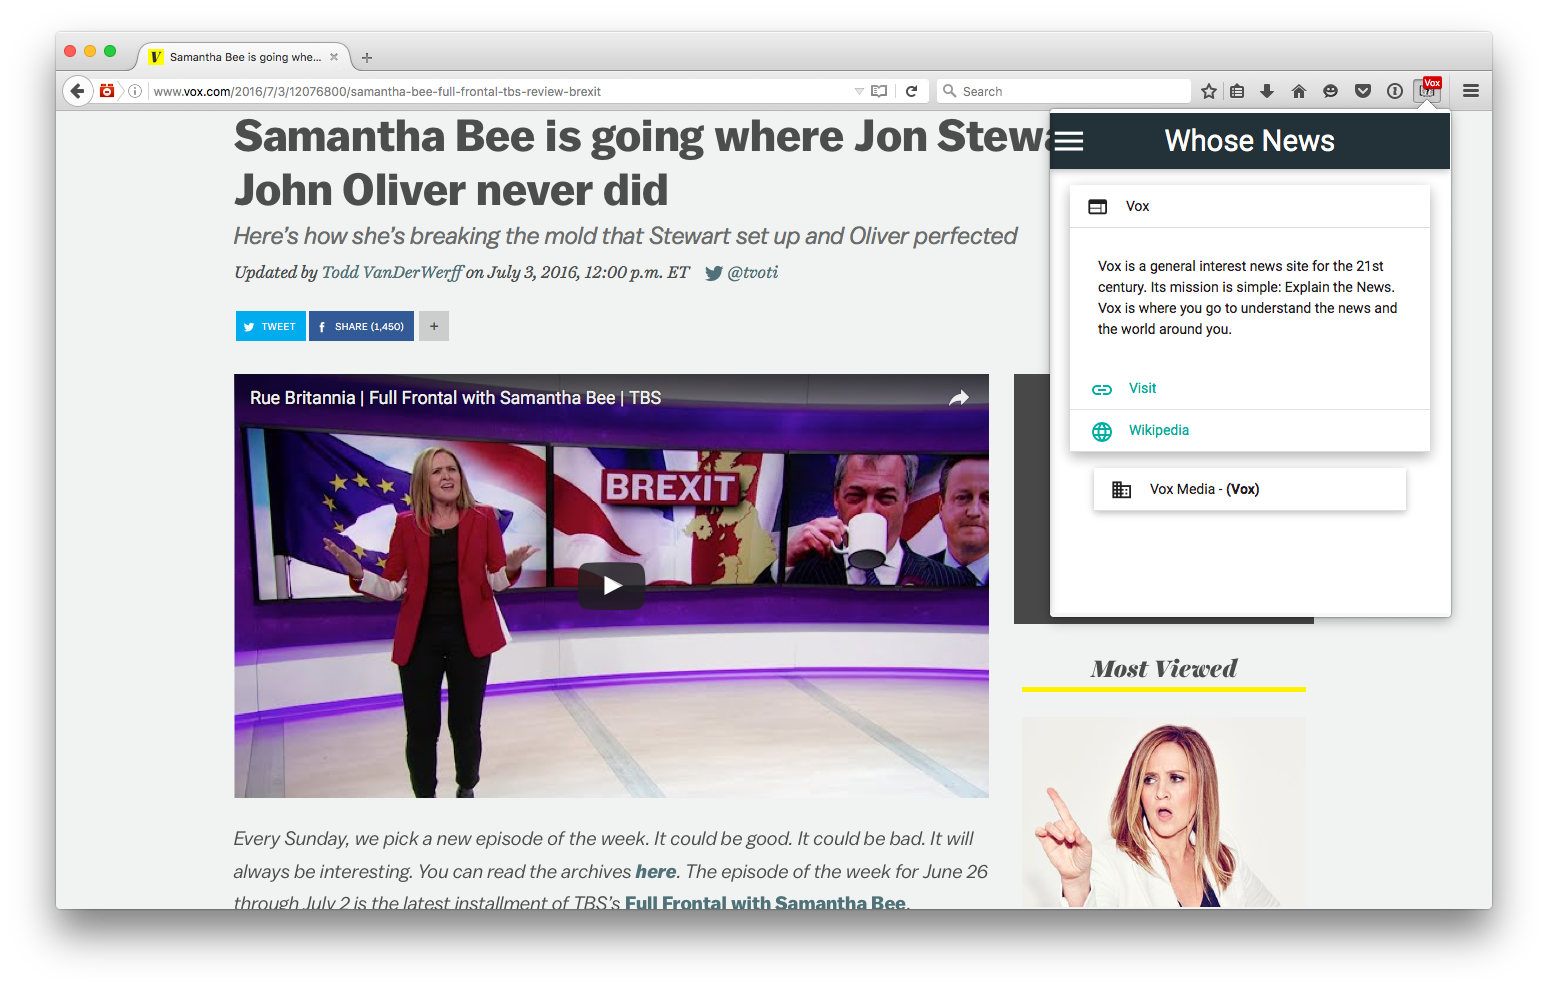 Samantha Bee is going whe...
www.vox.com/2016/7/3/12076800/samantha-bee-full-frontal-tbs-review-brexit
Search
Vox
Samantha Bee is going where Jon Stewa
John Oliver never did
Here's how she's breaking the mold that Stewart set up and Oliver perfected
Updated by Todd VanDerWerff on July 3, 2016, 12:00 p.m. ET @tvoti
TWEET SHARE (1,450) +
Rue Britannia | Full Frontal with Samantha Bee | TBS
BREXIT
Every Sunday, we pick a new episode of the week. It could be good. It could be bad. It will
always be interesting. You can read the archives here. The episode of the week for June 26
through July 2 is the latest installment of TBS's Full Frontal with Samantha Bee.
Whose News
Vox
Vox is a general interest news site for the 21st
century. Its mission is simple: Explain the News.
Vox is where you go to understand the news and
the world around you.
Visit
Wikipedia
Vox Media - (Vox)
Most Viewed